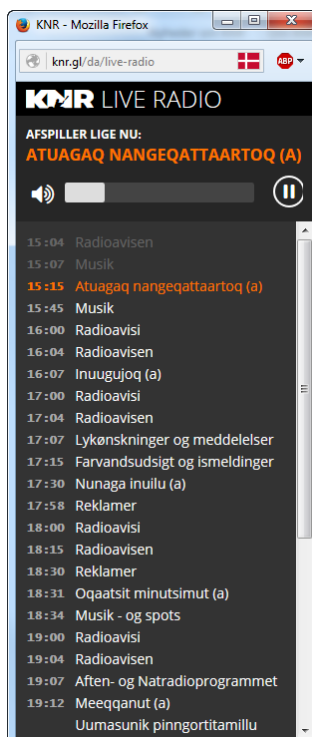 KNR - Mozilla Firefox
knr.gl/da/live-radio
ABP
KNR LIVE RADIO
AFSPILLER LIGE NU:
ATUAGAQ NANGEQATTAARTOQ (A)
15:04 Radioavisen
15:07 Musik
15:15 Atuagaq nangeqattaartoq (a)
15:45 Musik
16:00 Radioavisi
16:04 Radioavisen
16:07 Inuugujoq (a)
17:00 Radioavisi
17:04 Radioavisen
17:07 Lykønskninger og meddelelser
17:15 Farvandsudsigt og ismeldinger
17:30 Nunaga inuilu (a)
17:58 Reklamer
18:00 Radioavisi
18:15 Radioavisen
18:30 Reklamer
18:31 Oqaatsit minutsimut (a)
18:34 Musik - og spots
19:00 Radioavisi
19:04 Radioavisen
19:07 Aften- og Natradioprogrammet
19:12 Meeqqanut (a)
Uumasunik pinngortitamillu